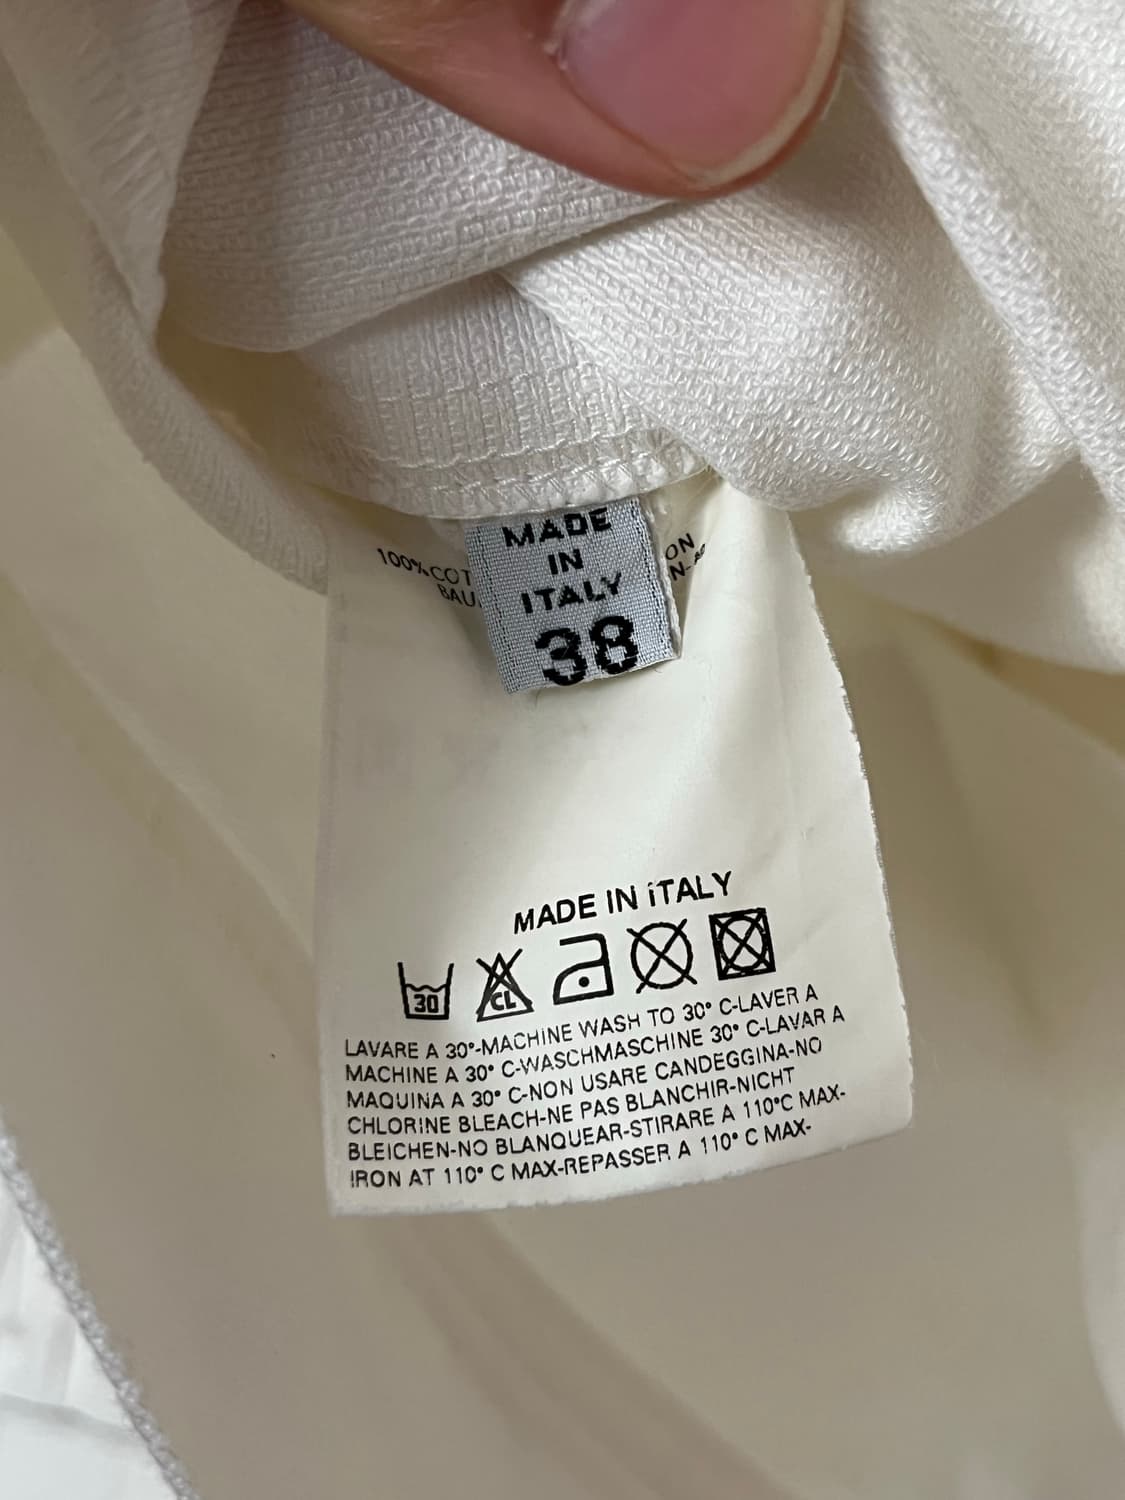 MADE
IN
ITALY
38
100% COT
ON
BAU
N-
MADE IN iTALY
30
CL
LAVARE A 30°-MACHiNE WASH TO 30° C-LAVER A
MACHINE A 30° C-WASCHMASCHINE 30° C-LAVAR A
MAQUINA A 30° C-NON USARE CANDEGGINA-NO
CHLORINE BLEACH-NE PAS BLANCHIR-NICHT
BLEICHEN-NO BLANQUEAR-STIRARE A 110°C MAX-
IRON AT 110° C MAX-REPASSER A 110° C MAX-